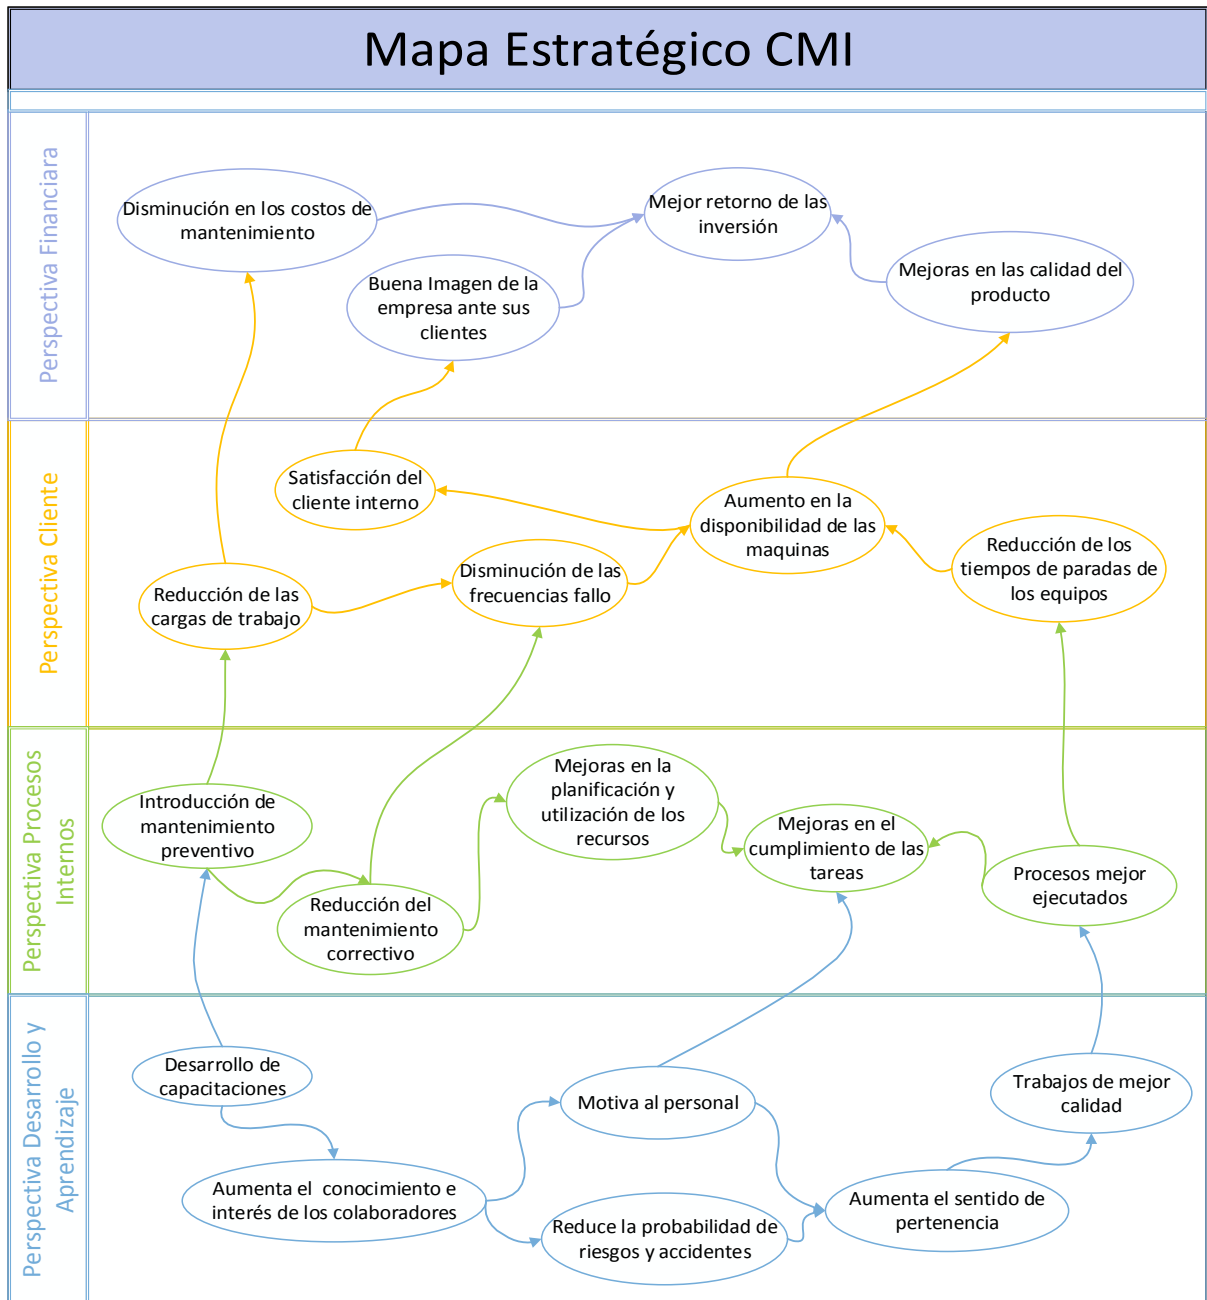 Mapa Estratégico CMI
Perspectiva Financiara
Disminución en los costos de
mantenimiento
Mejor retorno de las
inversión
Buena Imagen de la
empresa ante sus
clientes
Mejoras en las calidad del
producto
Perspectiva Cliente
Satisfacción del
cliente interno
Aumento en la
disponibilidad de las
maquinas
Reducción de los
tiempos de paradas de
los equipos
Disminución de las
frecuencias fallo
Reducción de las
cargas de trabajo
Perspectiva Procesos
Internos
Introducción de
mantenimiento
preventivo
Mejoras en la
planificación y
utilización de los
recursos
Mejoras en el
cumplimiento de las
tareas
Reducción del
mantenimiento
correctivo
Procesos mejor
ejecutados
Perspectiva Desarrollo y
Aprendizaje
Desarrollo de
capacitaciones
Motiva al personal
Trabajos de mejor
calidad
Aumenta el  conocimiento e
interés de los colaboradores
Reduce la probabilidad de
riesgos y accidentes
Aumenta el sentido de
pertenencia